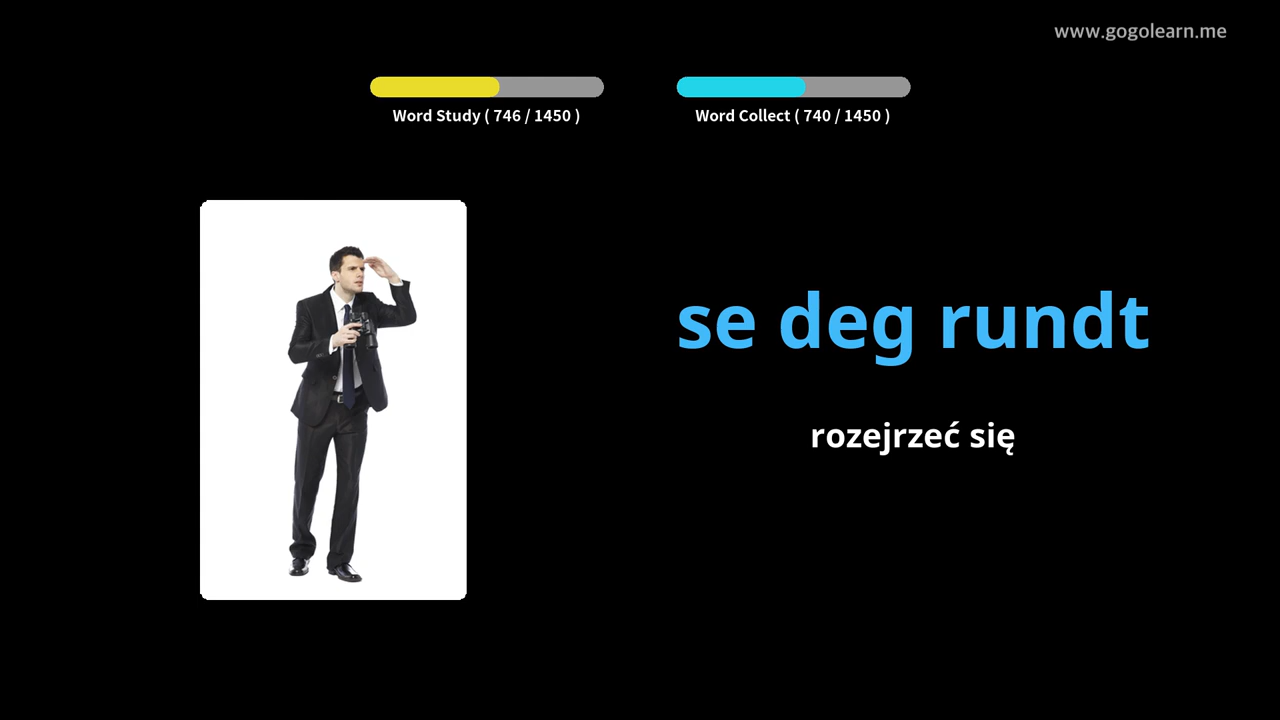 www.gogolearn.me
Word Study ( 746 / 1450 )
Word Collect ( 740 / 1450 )
se deg rundt
rozejrzeć się